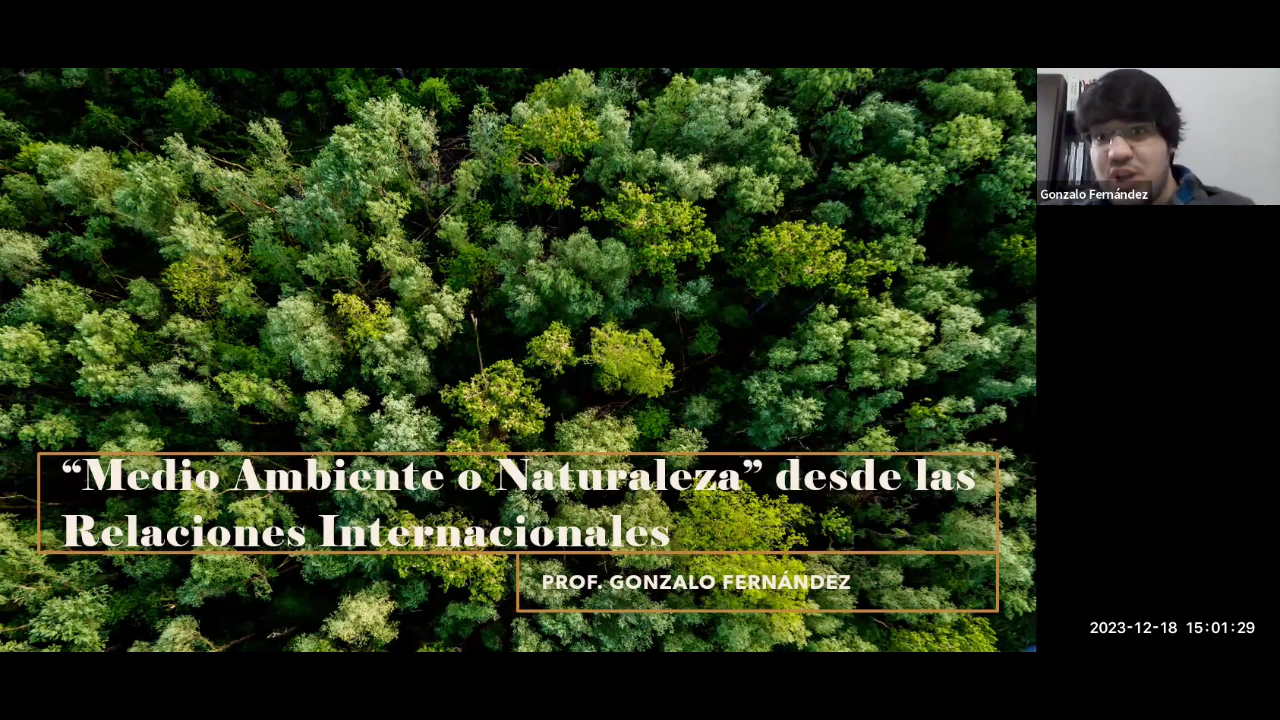 “Medio Ambiente o Naturaleza” desde las
Relaciones Internacionales
PROF. GONZALO FERNÁNDEZ
Gonzalo Fernández
2023-12-18 15:01:29